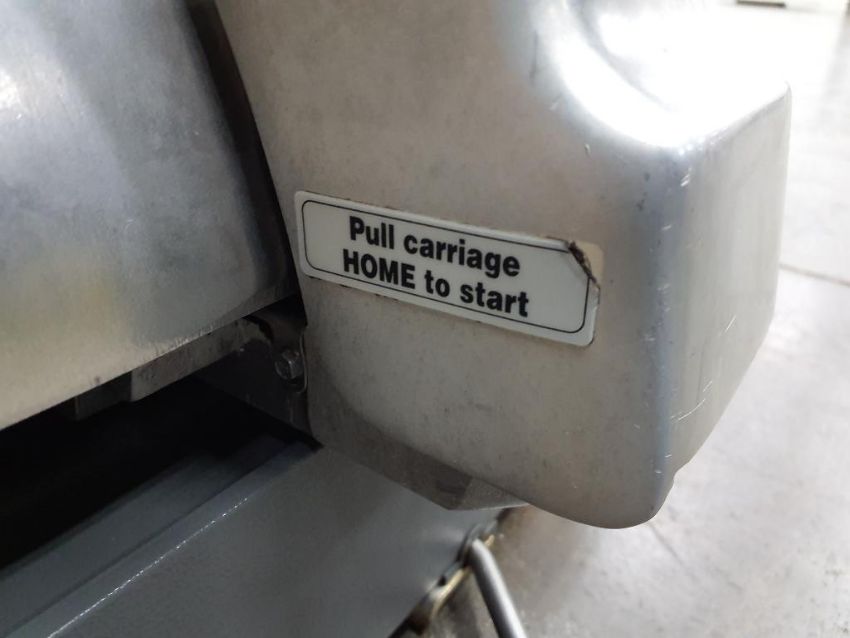 Pull carriage
HOME to start